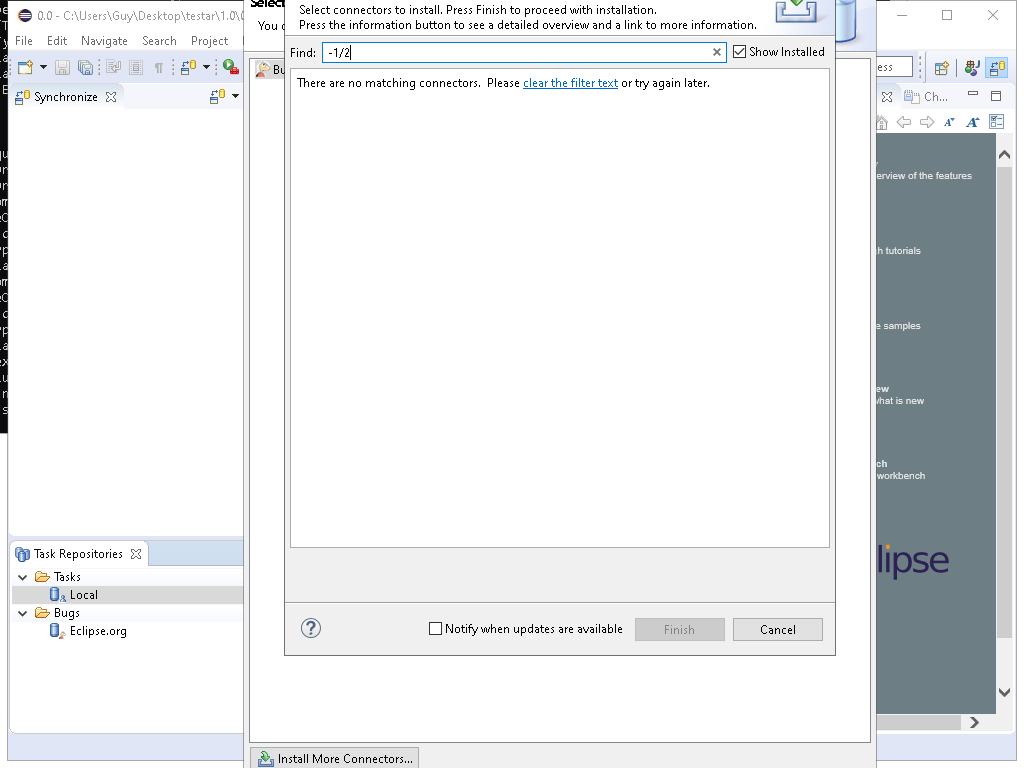 0.0 - C:\Users\Guy\Desktop\testar\1.0\
File Edit Navigate Search Project
Synchronize
Select connectors to install. Press Finish to proceed with installation.
Press the information button to see a detailed overview and a link to more information.
Find: -1/2 Show Installed
There are no matching connectors. Please clear the filter text or try again later.
Ch...
erview of the features
h tutorials
e samples
ew
what is new
ch
workbench
lipse
Task Repositories
Tasks
Local
Bugs
Eclipse.org
Notify when updates are available Finish Cancel
Install More Connectors...